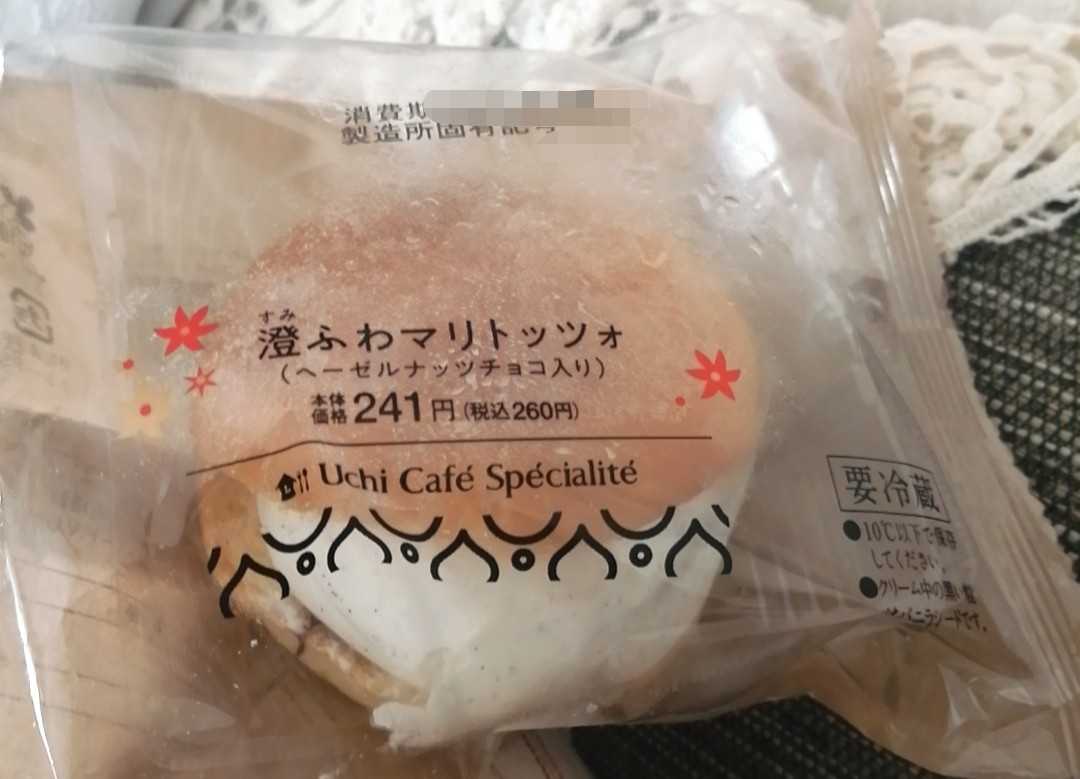 消費期
製造所固有記号
すみ
澄ふわマリトッツォ
(ヘーゼルナッツチョコ入り)
本体価格241円(税込260円)
Uchi Café Spécialité
要冷蔵
●10℃以下で保存
してください。
●クリーム中の黒い粒
バニラシードです。